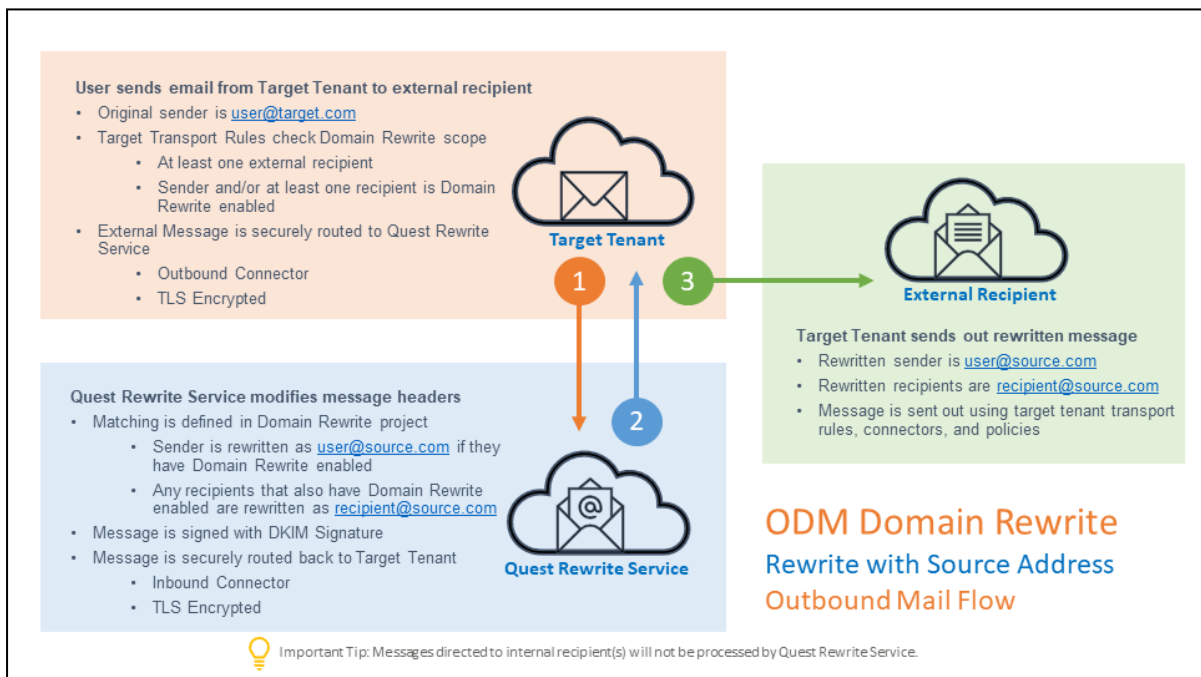 User sends email from Target Tenant to external recipient
• Original sender is user@target.com
• Target Transport Rules check Domain Rewrite scope
• At least one external recipient
• Sender and/or at least one recipient is Domain
Rewrite enabled
• External Message is securely routed to Quest Rewrite
Service
• Outbound Connector
• TLS Encrypted
Target Tenant
1
2
3
External Recipient
Target Tenant sends out rewritten message
• Rewritten sender is user@source.com
• Rewritten recipients are recipient@source.com
• Message is sent out using target tenant transport
rules, connectors, and policies
Quest Rewrite Service modifies message headers
• Matching is defined in Domain Rewrite project
• Sender is rewritten as user@source.com if they
have Domain Rewrite enabled
• Any recipients that also have Domain Rewrite
enabled are rewritten as recipient@source.com
• Message is signed with DKIM Signature
• Message is securely routed back to Target Tenant
• Inbound Connector
• TLS Encrypted
@
Quest Rewrite Service
ODM Domain Rewrite
Rewrite with Source Address
Outbound Mail Flow
Important Tip: Messages directed to internal recipient(s) will not be processed by Quest Rewrite Service.